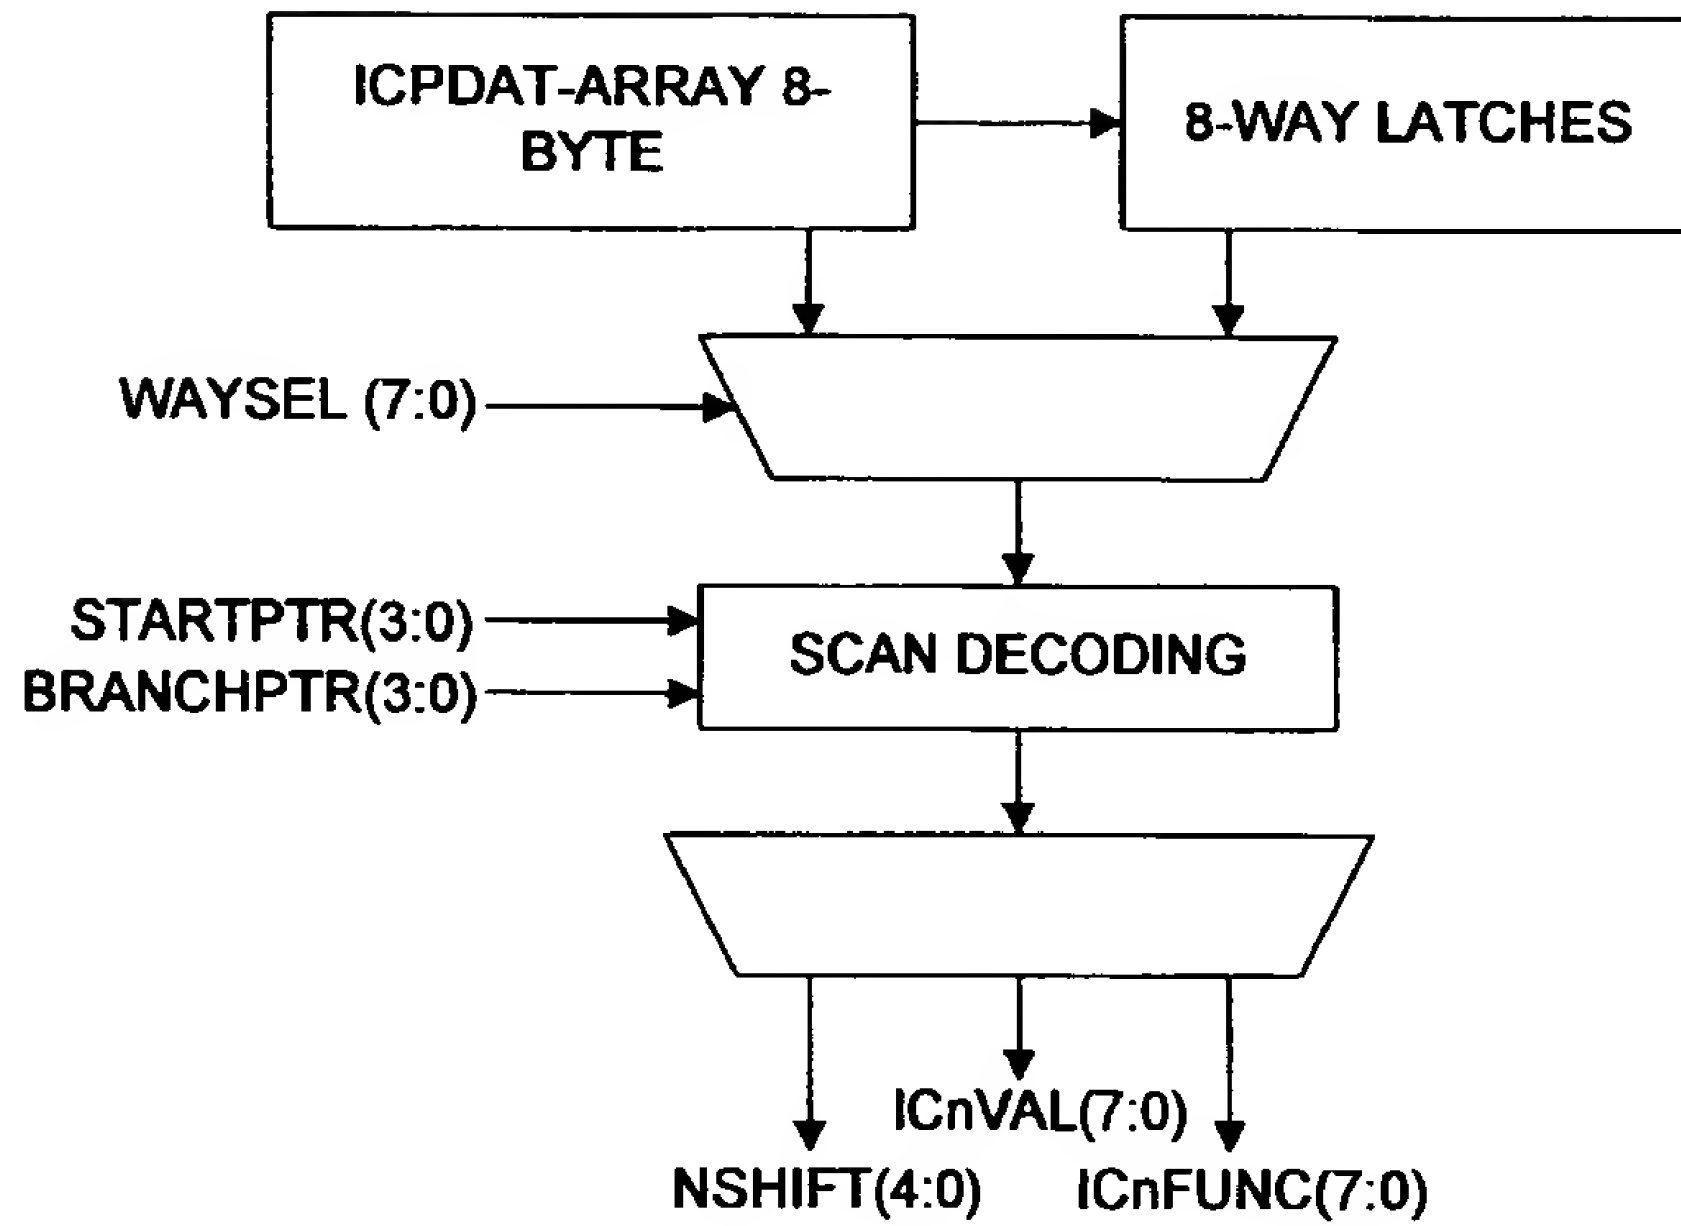 ICPDAT-ARRAY 8-
BYTE
8-WAY LATCHES
WAYSEL (7:0)
STARTPTR(3:0)
BRANCHPTR(3:0)
SCAN DECODING
ICnVAL(7:0)
NSHIFT(4:0)
ICnFUNC(7:0)